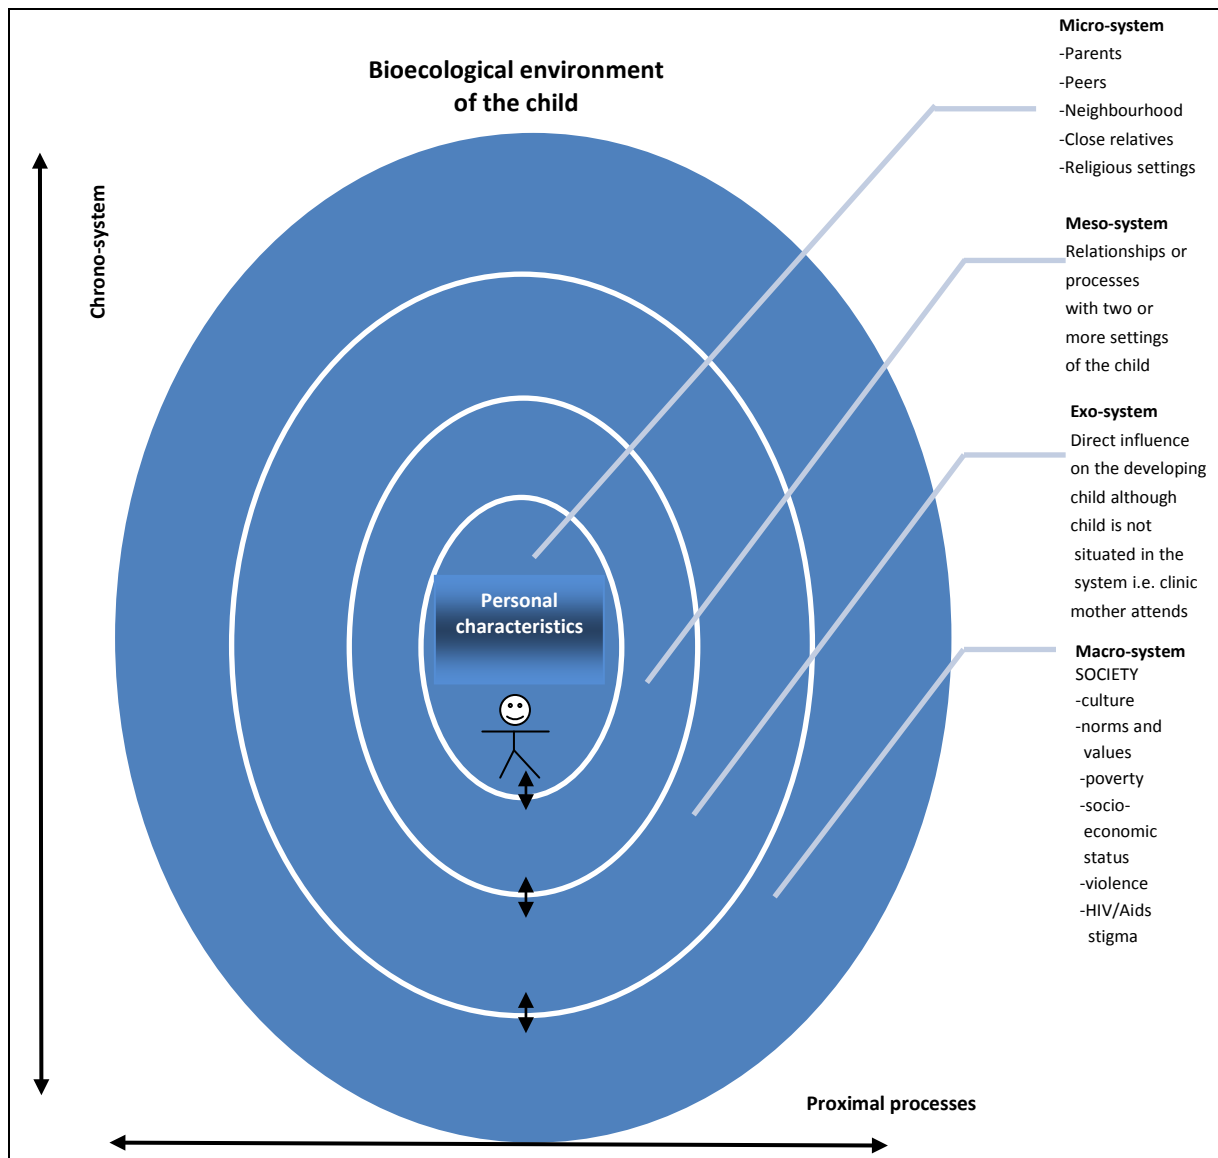 Bioecological environment
of the child
Chrono-system
Personal
characteristics
Proximal processes
Micro-system
-Parents
-Peers
-Neighbourhood
-Close relatives
-Religious settings
Meso-system
Relationships or
processes
with two or
more settings
of the child
Exo-system
Direct influence
on the developing
child although
child is not
situated in the
system i.e. clinic
mother attends
Macro-system
SOCIETY
-culture
-norms and
values
-poverty
-socio-
economic
status
-violence
-HIV/Aids
stigma